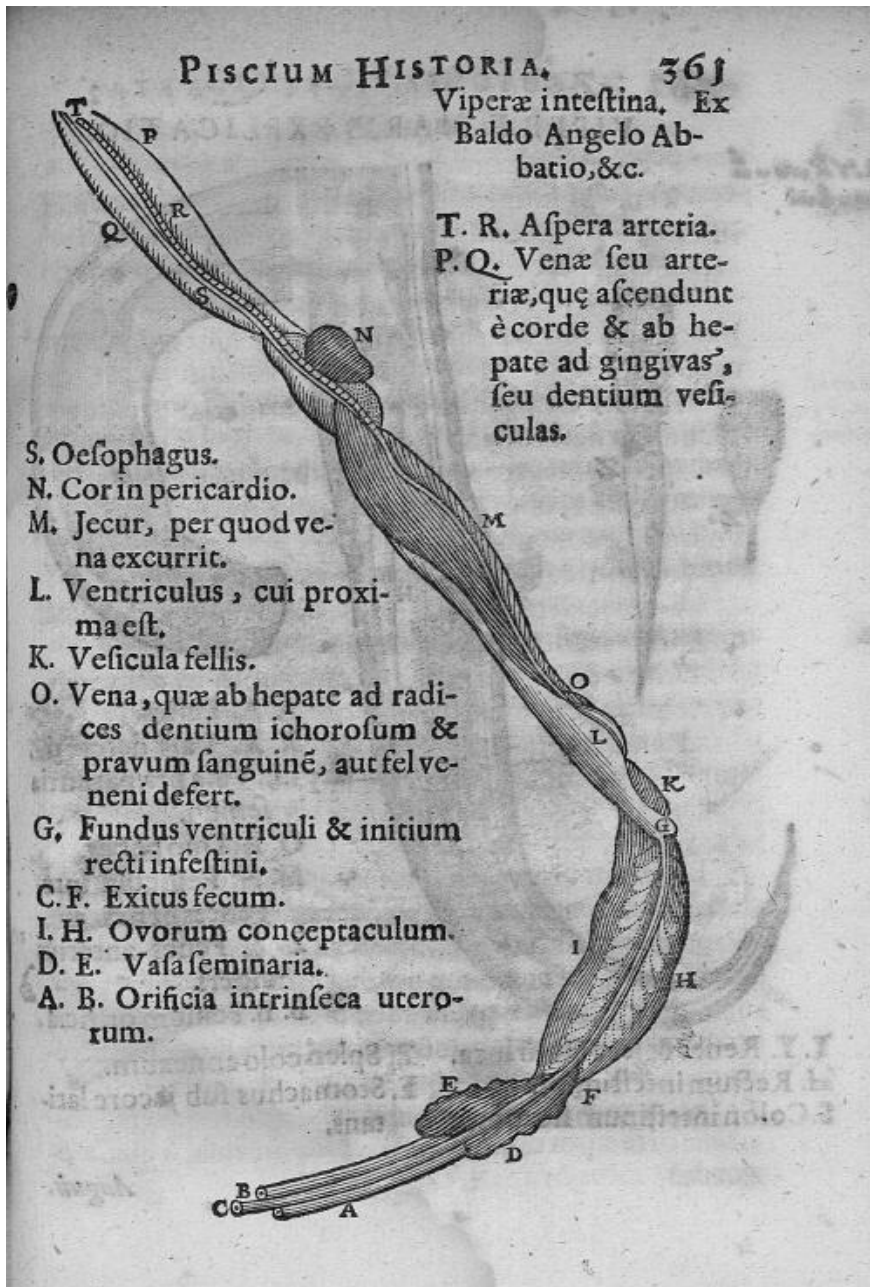 PISCIUM HISTORIA. 361
Viperæ inteſtina. Ex
Baldo Angelo Ab-
batio, &c.
T. R. Aſpera arteria.
P. Q. Venæ ſeu arte-
riæ, quę aſcendunt
è corde & ab he-
pate ad gingivas,
ſeu dentium veſi-
culas.
S. Oeſophagus.
N. Cor in pericardio.
M. Jecur, per quod ve-
na excurrit.
L. Ventriculus, cui proxi-
ma eſt.
K. Veſicula fellis.
O. Vena, quæ ab hepate ad radi-
ces dentium ichoroſum &
pravum ſanguinẽ, aut fel ve-
neni defert.
G. Fundus ventriculi & initium
recti infeſtini.
C. F. Exitus fecum.
I. H. Ovorum conceptaculum.
D. E. Vaſa ſeminaria.
A. B. Orificia intrinſeca utero-
rum.
T
P
R
Q
S
N
M
O
L
K
G
I
H
E
F
D
B
C
A